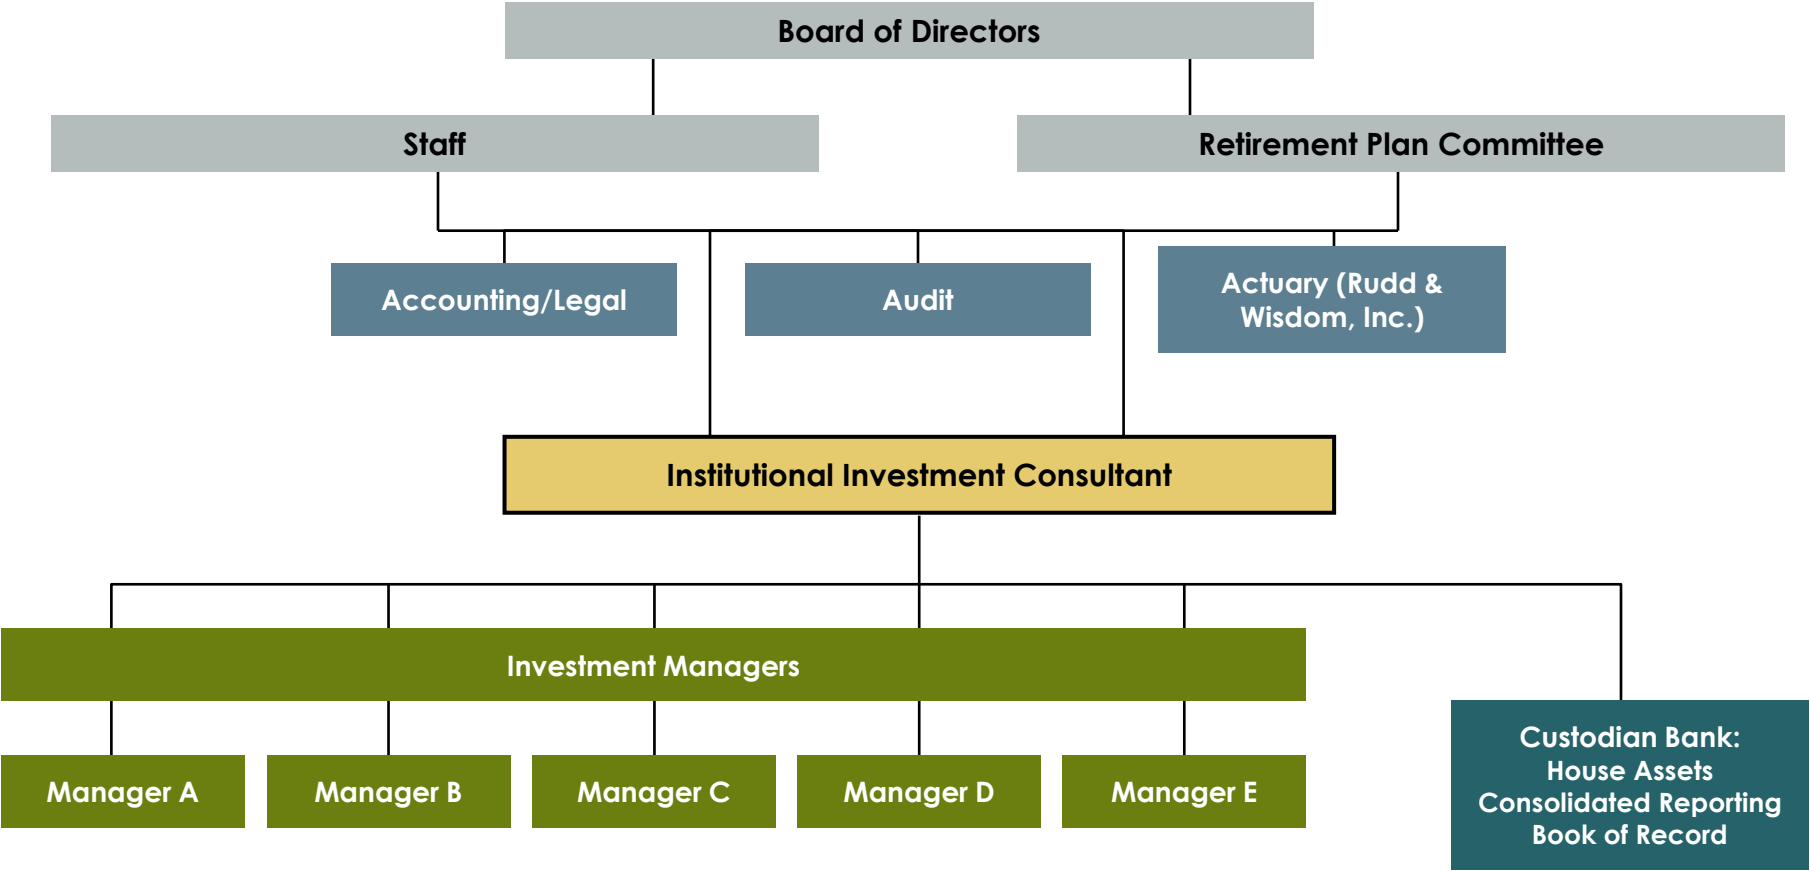 Board of Directors
Staff
Retirement Plan Committee
Accounting/Legal
Audit
Actuary (Rudd &
Wisdom, Inc.)
Institutional Investment Consultant
Investment Managers
Manager A
Manager B
Manager C
Manager D
Manager E
Custodian Bank:
House Assets
Consolidated Reporting
Book of Record